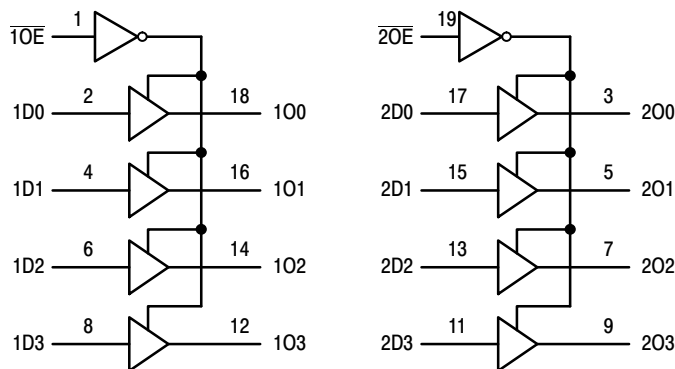 1OE 1
2 18
1D0 1O0
4 16
1D1 1O1
6 14
1D2 1O2
8 12
1D3 1O3
2OE 19
17 3
2D0 2O0
15 5
2D1 2O1
13 7
2D2 2O2
11 9
2D3 2O3